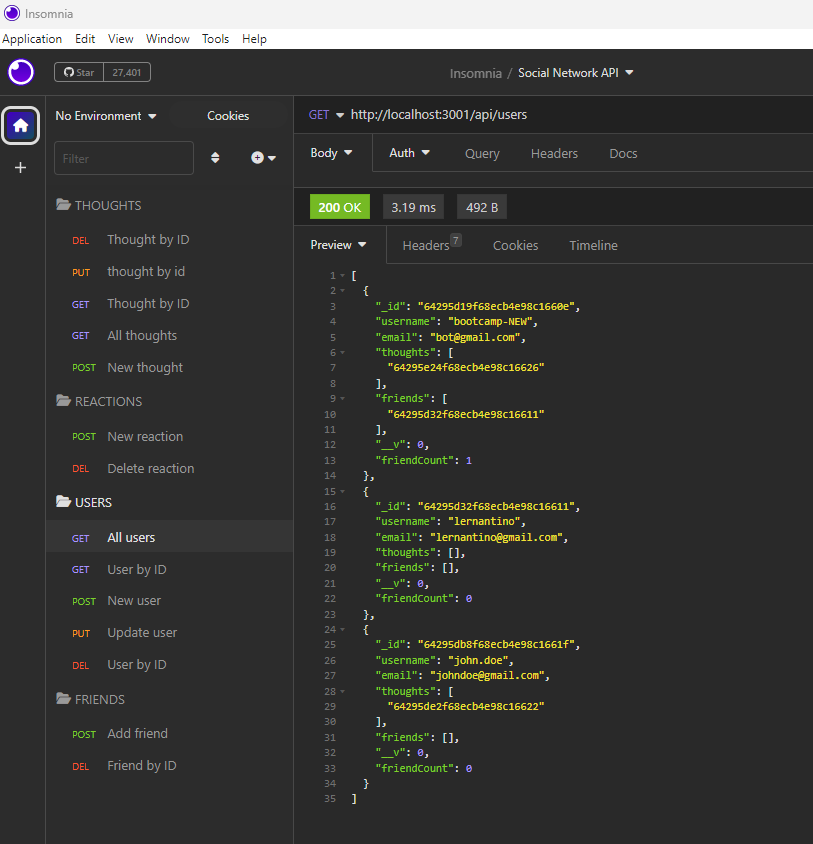 Insomnia
Application Edit View Window Tools Help
Star 27,401
Insomnia / Social Network API
No Environment Cookies
GET http://localhost:3001/api/users
Filter
Body Auth Query Headers Docs
200 OK 3.19 ms 492 B
Preview Headers 7 Cookies Timeline
THOUGHTS
DEL Thought by ID
PUT thought by id
GET Thought by ID
GET All thoughts
POST New thought
REACTIONS
POST New reaction
DEL Delete reaction
USERS
GET All users
GET User by ID
POST New user
PUT Update user
DEL User by ID
FRIENDS
POST Add friend
DEL Friend by ID
1 [
2 {
3 "_id": "64295d19f68ecb4e98c1660e",
4 "username": "bootcamp-NEW",
5 "email": "bot@gmail.com",
6 "thoughts": [
7 "64295e24f68ecb4e98c16626"
8 ],
9 "friends": [
10 "64295d32f68ecb4e98c16611"
11 ],
12 "__v": 0,
13 "friendCount": 1
14 },
15 {
16 "_id": "64295d32f68ecb4e98c16611",
17 "username": "lernantino",
18 "email": "lernantino@gmail.com",
19 "thoughts": [],
20 "friends": [],
21 "__v": 0,
22 "friendCount": 0
23 },
24 {
25 "_id": "64295db8f68ecb4e98c1661f",
26 "username": "john.doe",
27 "email": "johndoe@gmail.com",
28 "thoughts": [
29 "64295de2f68ecb4e98c16622"
30 ],
31 "friends": [],
32 "__v": 0,
33 "friendCount": 0
34 }
35 ]